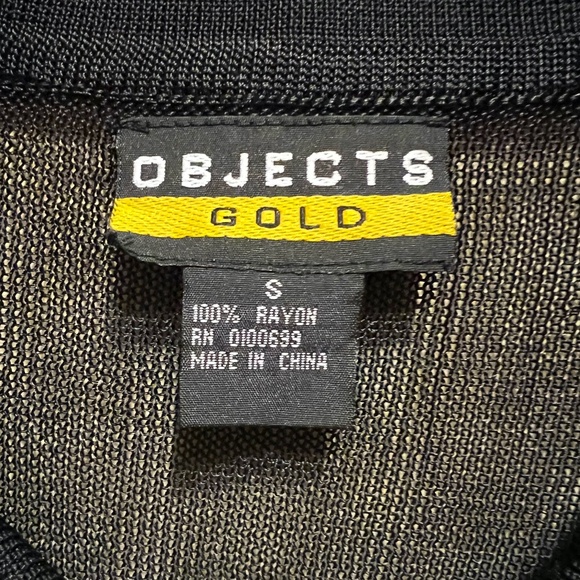 OBJECTS
GOLD
S
100% RAYON
RN 0100699
MADE IN CHINA